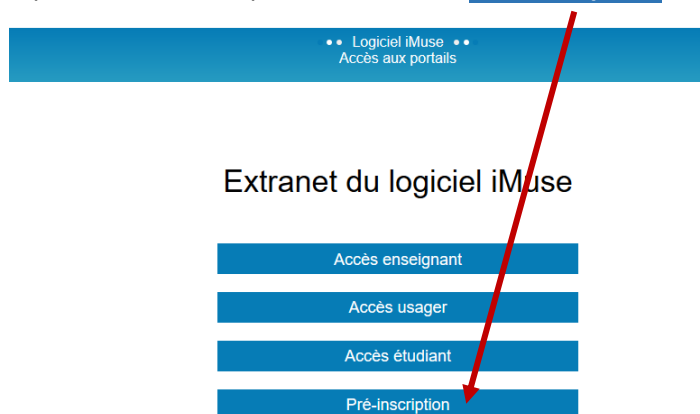 •• Logiciel iMuse ••
Accès aux portails
Extranet du logiciel iMuse
Accès enseignant
Accès usager
Accès étudiant
Pré-inscription